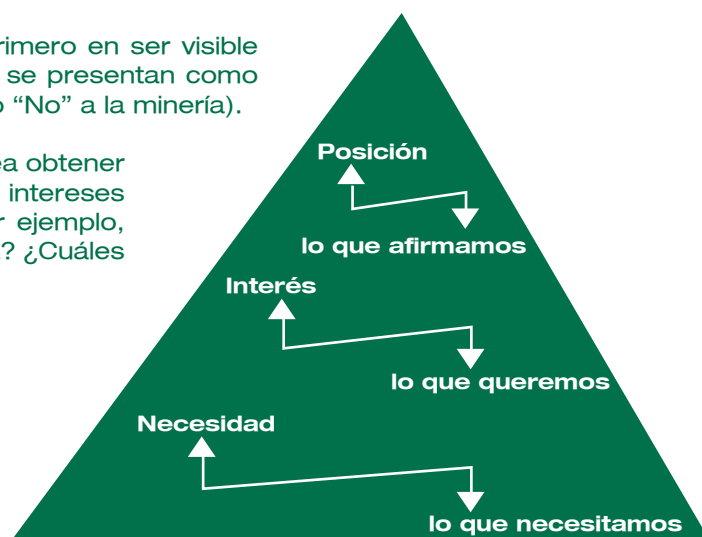 rimero en ser visible
se presentan como
“No” a la minería).
obtener
intereses
ejemplo,
? ¿Cuáles
Posición
lo que afirmamos
Interés
lo que queremos
Necesidad
lo que necesitamos